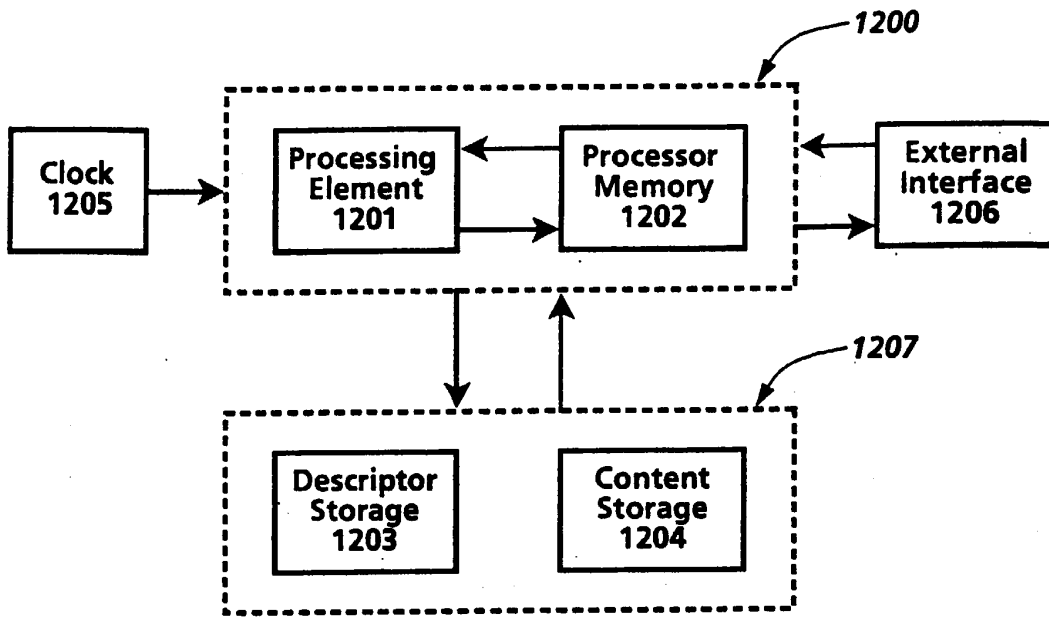 1200
Clock
1205
Processing
Element
1201
Processor
Memory
1202
External
Interface
1206
1207
Descriptor
Storage
1203
Content
Storage
1204